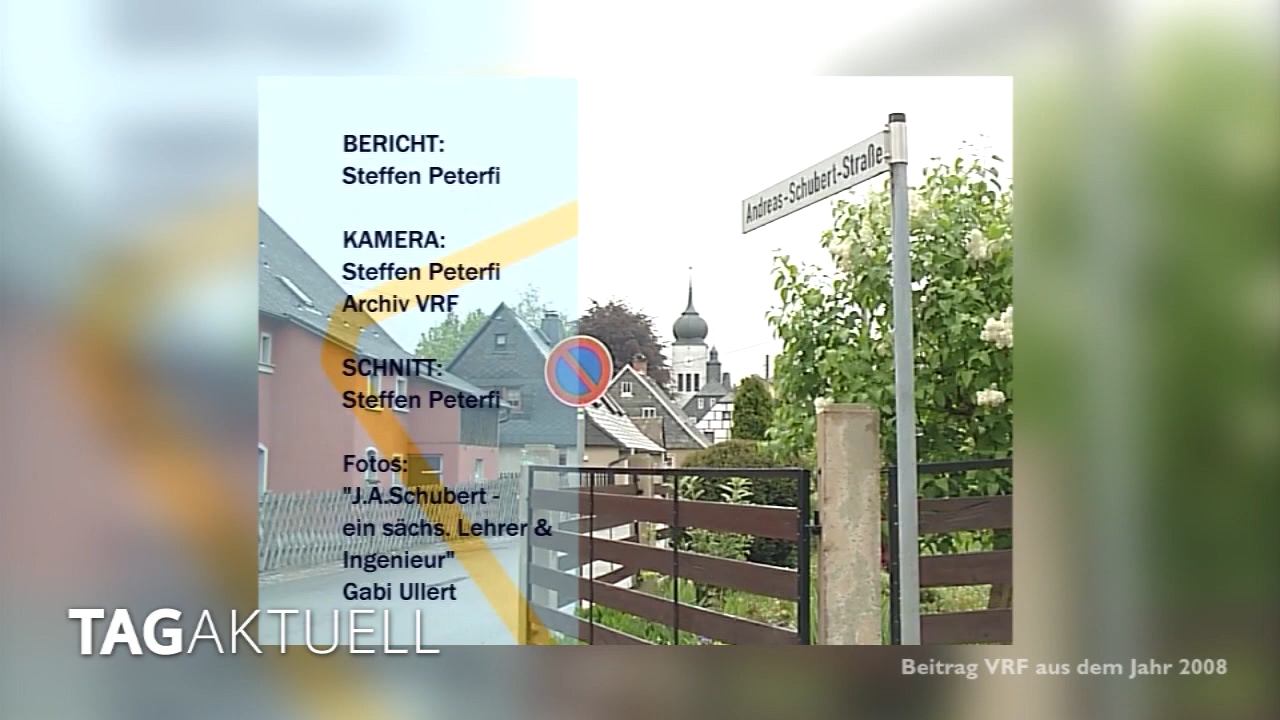 BERICHT:
Steffen Peterfi
KAMERA:
Steffen Peterfi
Archiv VRF
SCHNITT:
Steffen Peterfi
Fotos:
"J.A.Schubert -
ein sächs. Lehrer &
Ingenieur"
Gabi Ullert
Andreas-Schubert-Straße
TAGAKTUELL
Beitrag VRF aus dem Jahr 2008